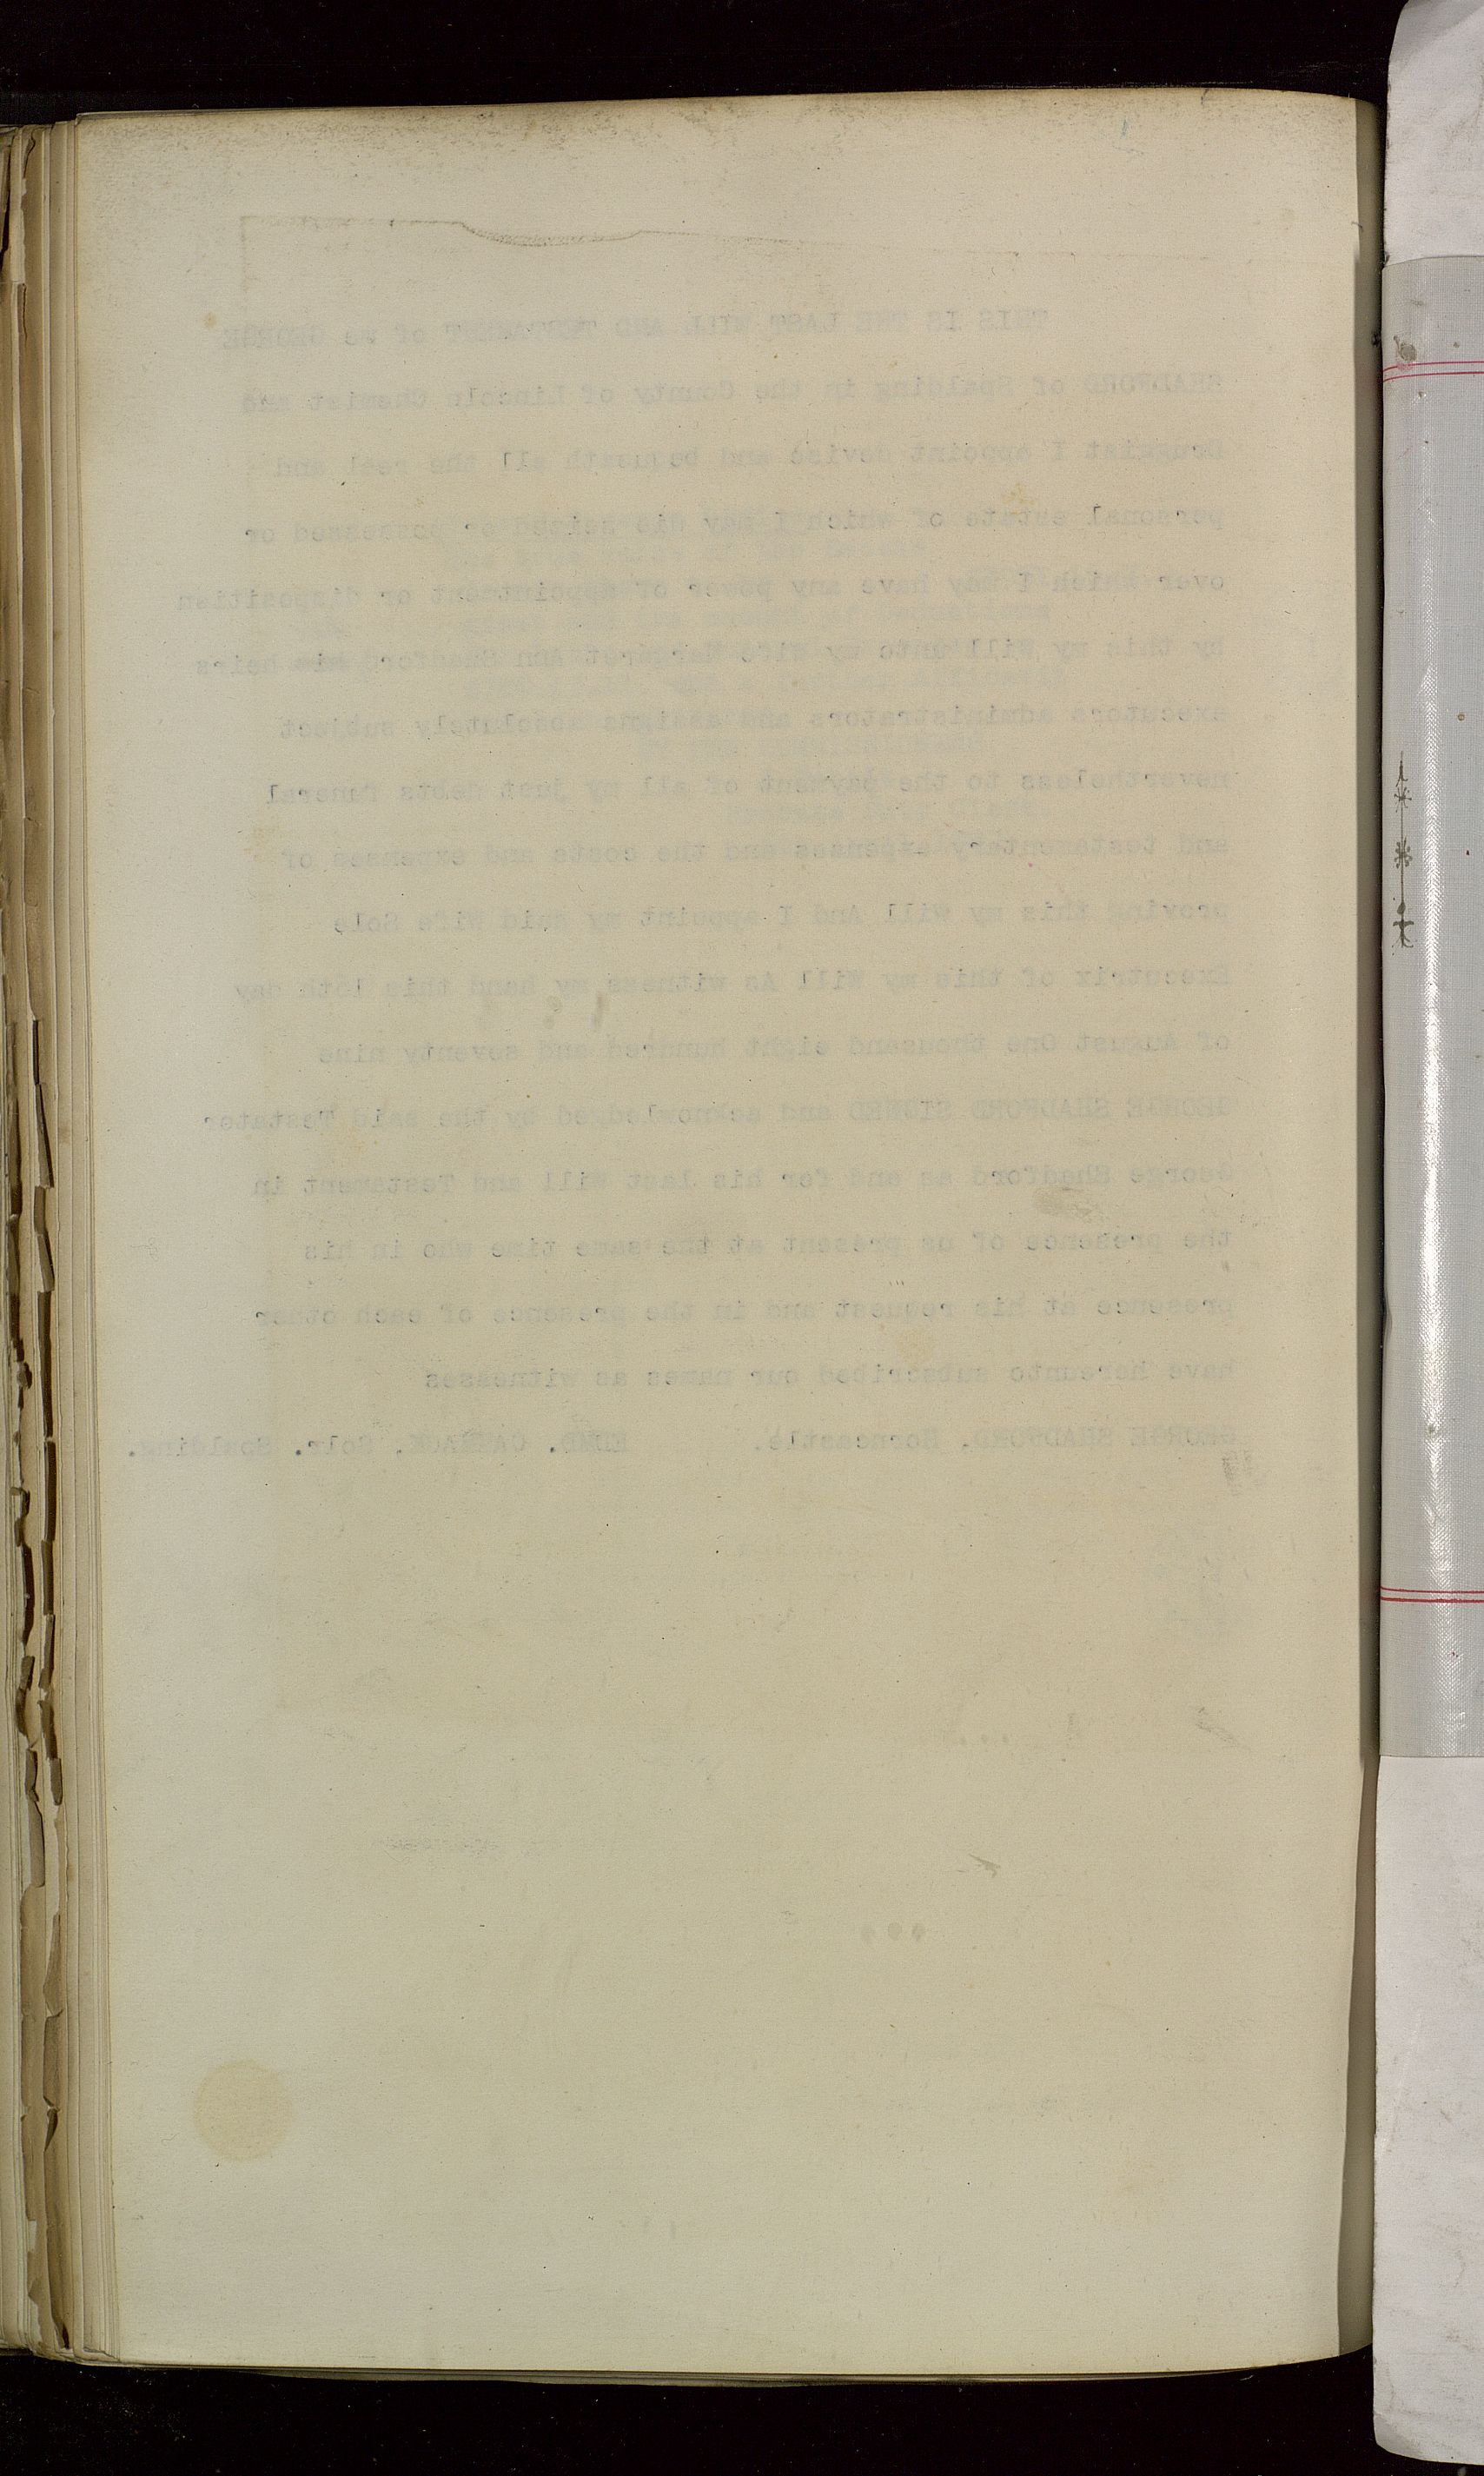 THIS IS THE LAST WILL AND TESTAMENT of me GEORGE
SHADFORD of Spalding in the County of Lincoln Chemist and
Druggist I appoint devise and bequeath all the real and
personal estate of which I may die seized or possessed or
over which I may have any power of appointment or disposition
by this my Will unto my Wife Margaret Ann Shadford heirs
executors administrators and assigns absolutely subject
nevertheless to the payment of all my just debts funeral
and testamentary expenses and the costs and expenses of
proving this my Will And I appoint my said Wife Sole
Executrix of this my Will As witness my hand this 16th day
of August One thousand eight hundred and seventy nine
GEORGE SHADFORD SIGNED and acknowledged by the said Testator
George Shadford as and for his last Will and Testament in
the presence of us present at the same time who in his
presence at his request and in the presence of each other
have hereunto subscribed our names as witnesses
GEORGE SHADFORD. Horncastle. EDMD. Solr. Spalding.